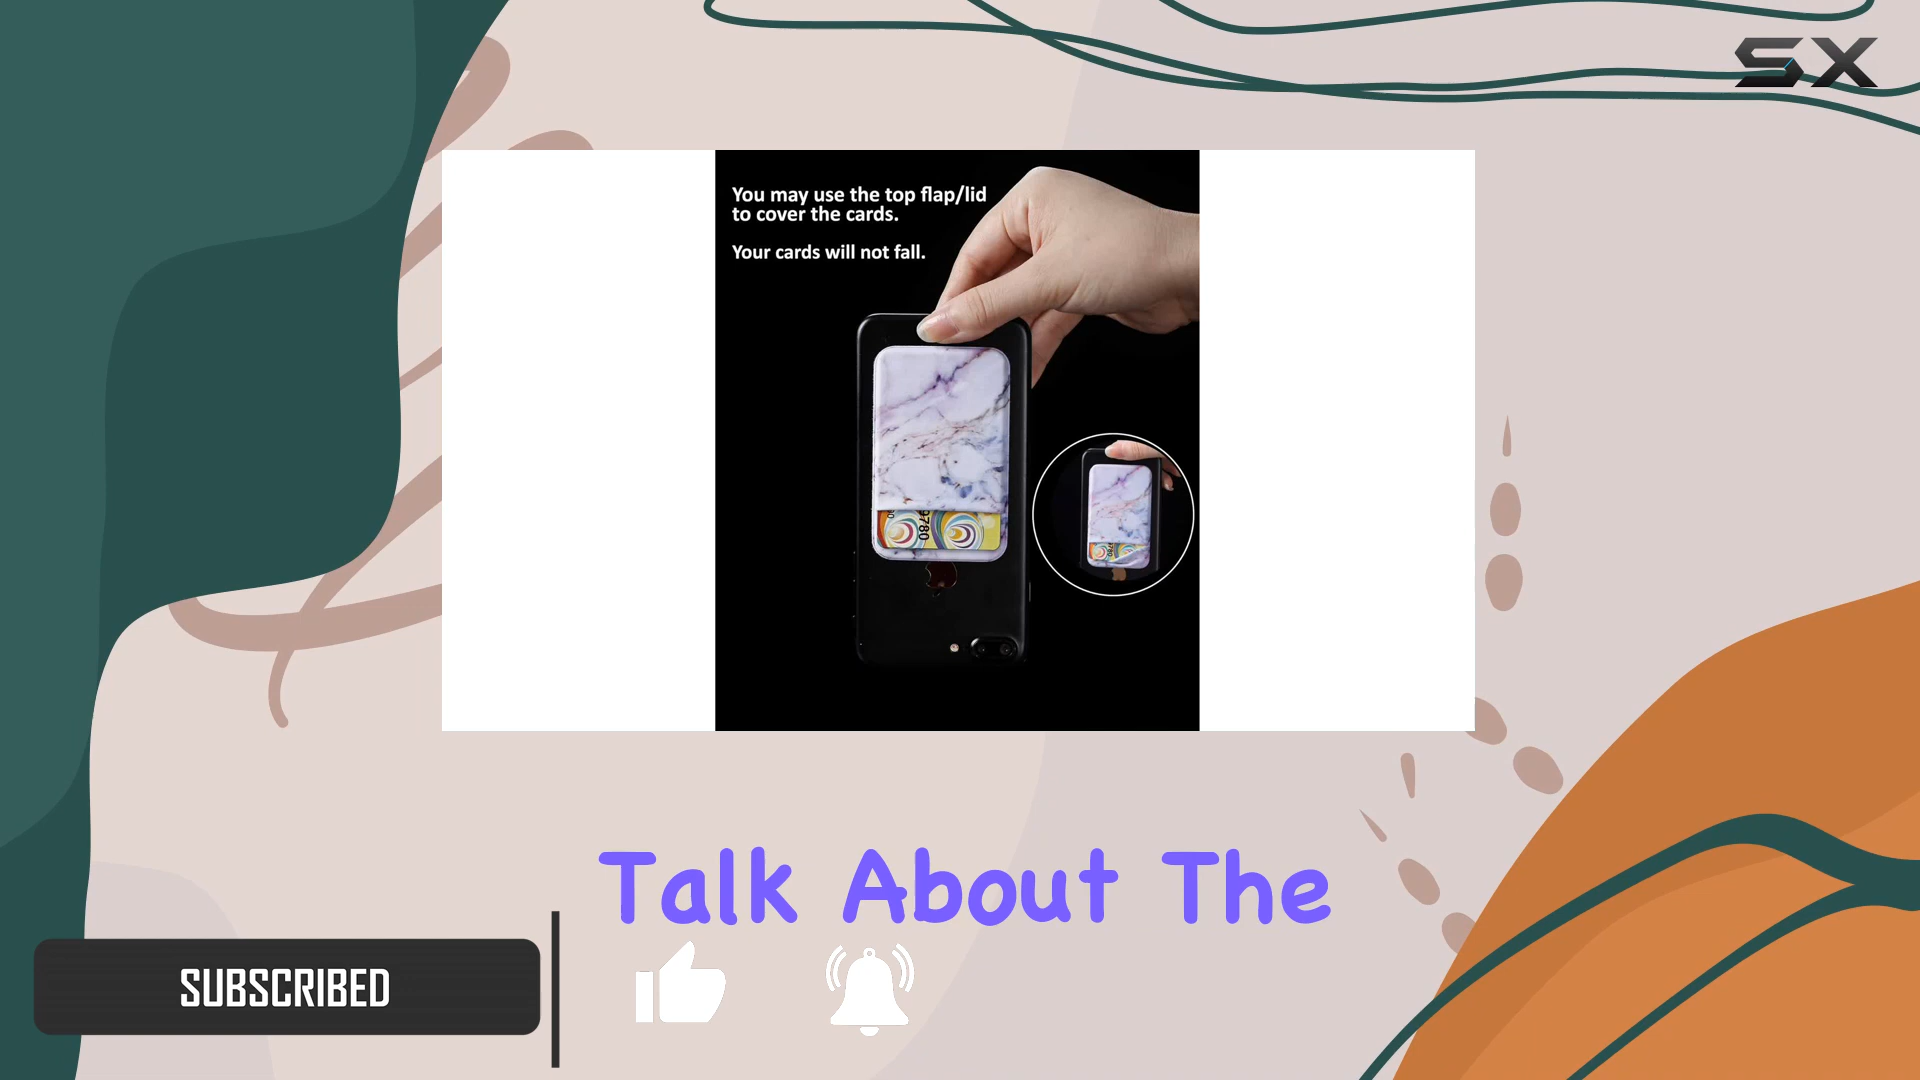 SX
You may use the top flap/lid
to cover the cards.
Your cards will not fall.
9780
Talk About The
SUBSCRIBED